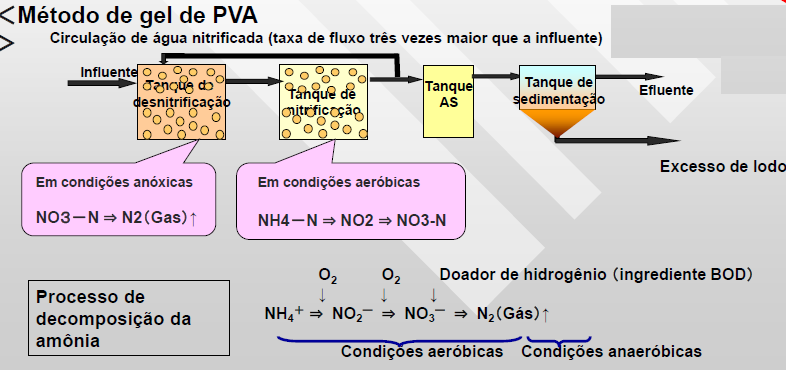 Método de gel de PVA
Circulação de água nitrificada (taxa de fluxo três vezes maior que a influente)
Influente
Tanque de
desnitrificação
Tanque de
nitrificação
Tanque
AS
Tanque de
sedimentação
Efluente
Excesso de lodo
Em condições anóxicas
NO3－N ⇒ N2(Gas)↑
Em condições aeróbicas
NH4－N ⇒ NO2 ⇒ NO3-N
O₂ O₂ Doador de hidrogênio (ingrediente BOD)
↓ ↓ ↓
NH₄⁺ ⇒ NO₂⁻ ⇒ NO₃⁻ ⇒ N₂(Gás)↑
Condições aeróbicas Condições anaeróbicas
Processo de
decomposição da
amônia